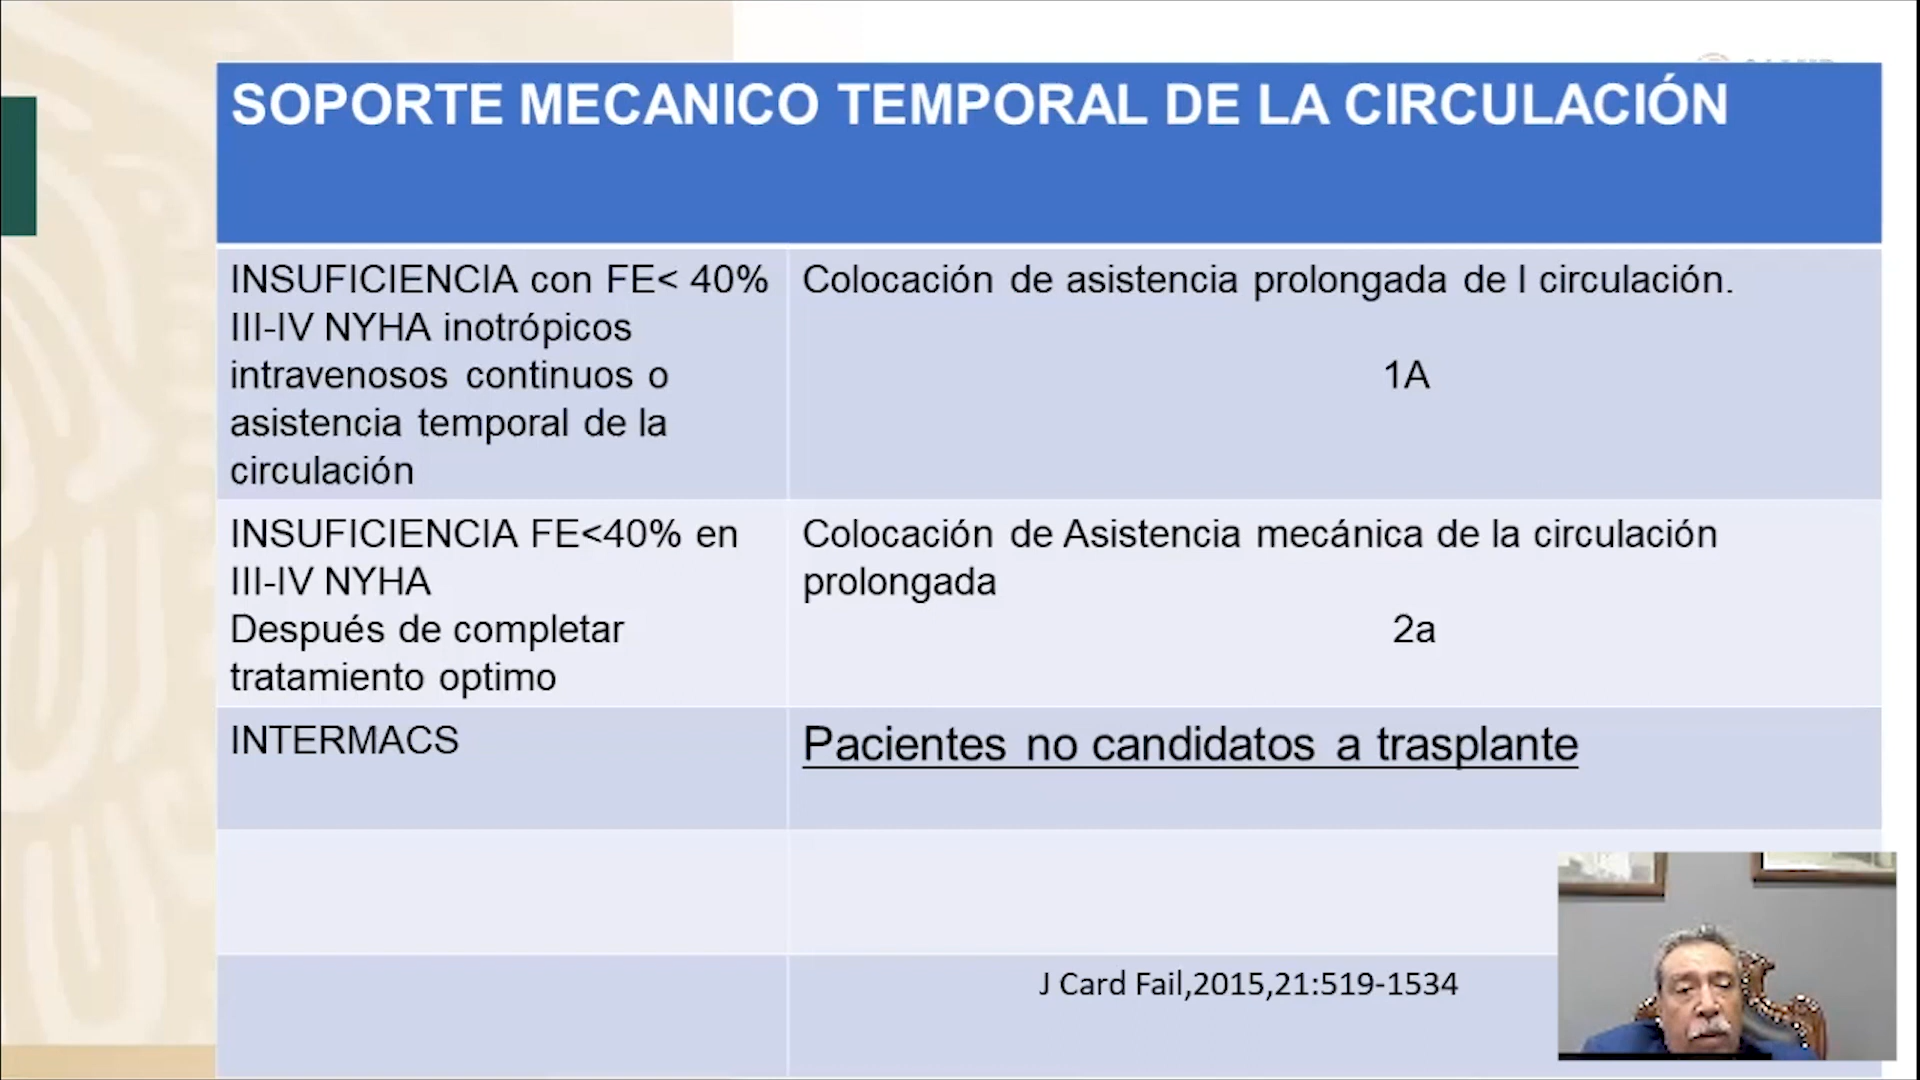 SOPORTE MECANICO TEMPORAL DE LA CIRCULACIÓN
INSUFICIENCIA con FE< 40%
III-IV NYHA inotrópicos
intravenosos continuos o
asistencia temporal de la
circulación
Colocación de asistencia prolongada de l circulación.
1A
INSUFICIENCIA FE<40% en
III-IV NYHA
Después de completar
tratamiento optimo
Colocación de Asistencia mecánica de la circulación
prolongada
2a
INTERMACS
Pacientes no candidatos a trasplante
J Card Fail,2015,21:519-1534